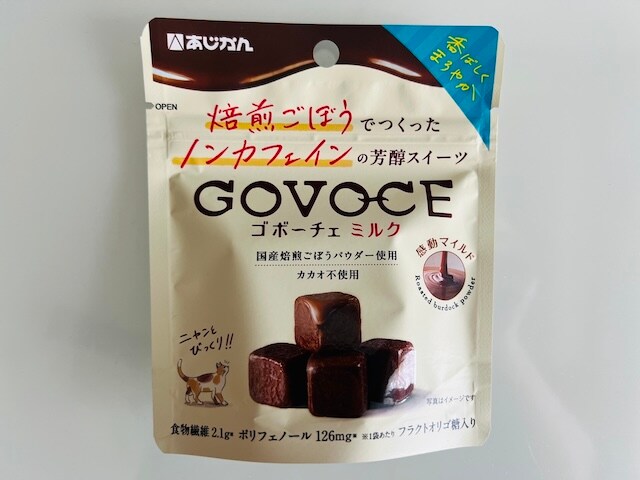 あじかん
香ばしく
まろやか
OPEN
焙煎ごぼうでつくった
ノンカフェインの芳醇スイーツ
GOVOCE
ゴボーチェ ミルク
国産焙煎ごぼうパウダー使用
カカオ不使用
感動マイルド
Roasted burdock powder
ニャンと
びっくり!!
写真はイメージです
食物繊維2.1g* ポリフェノール126mg* ※1袋あたり フラクトオリゴ糖入り